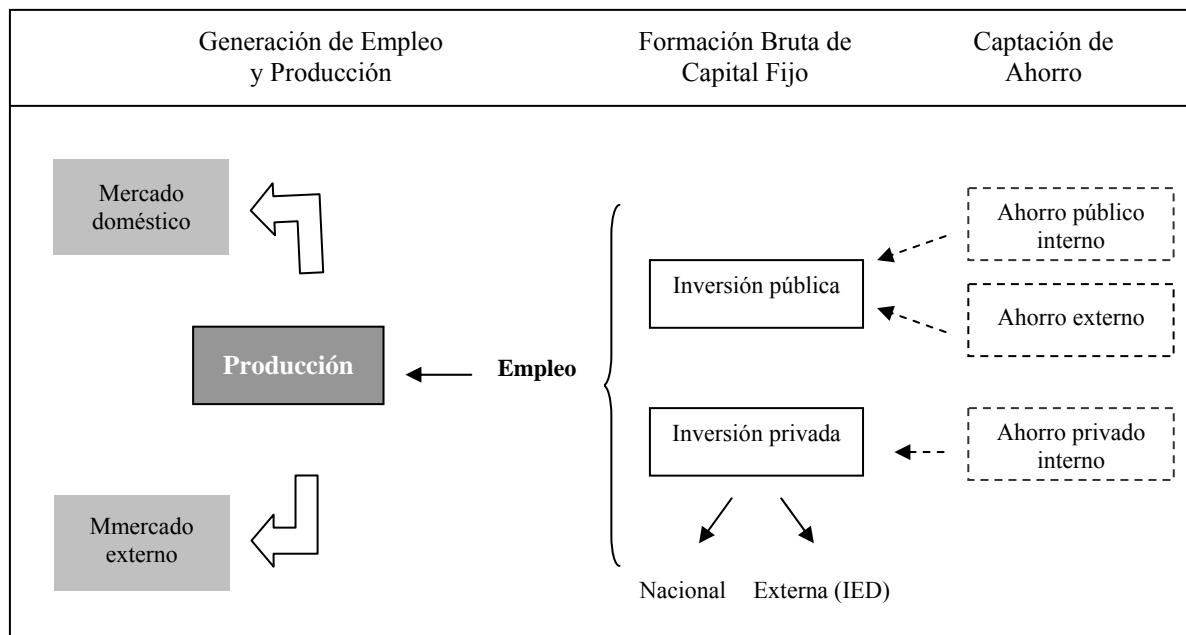 Generación de Empleo
y Producción
Formación Bruta de
Capital Fijo
Captación de
Ahorro
Mercado
doméstico
Producción
Mmercado
externo
Empleo
Inversión pública
Inversión privada
Nacional
Externa (IED)
Ahorro público
interno
Ahorro externo
Ahorro privado
interno